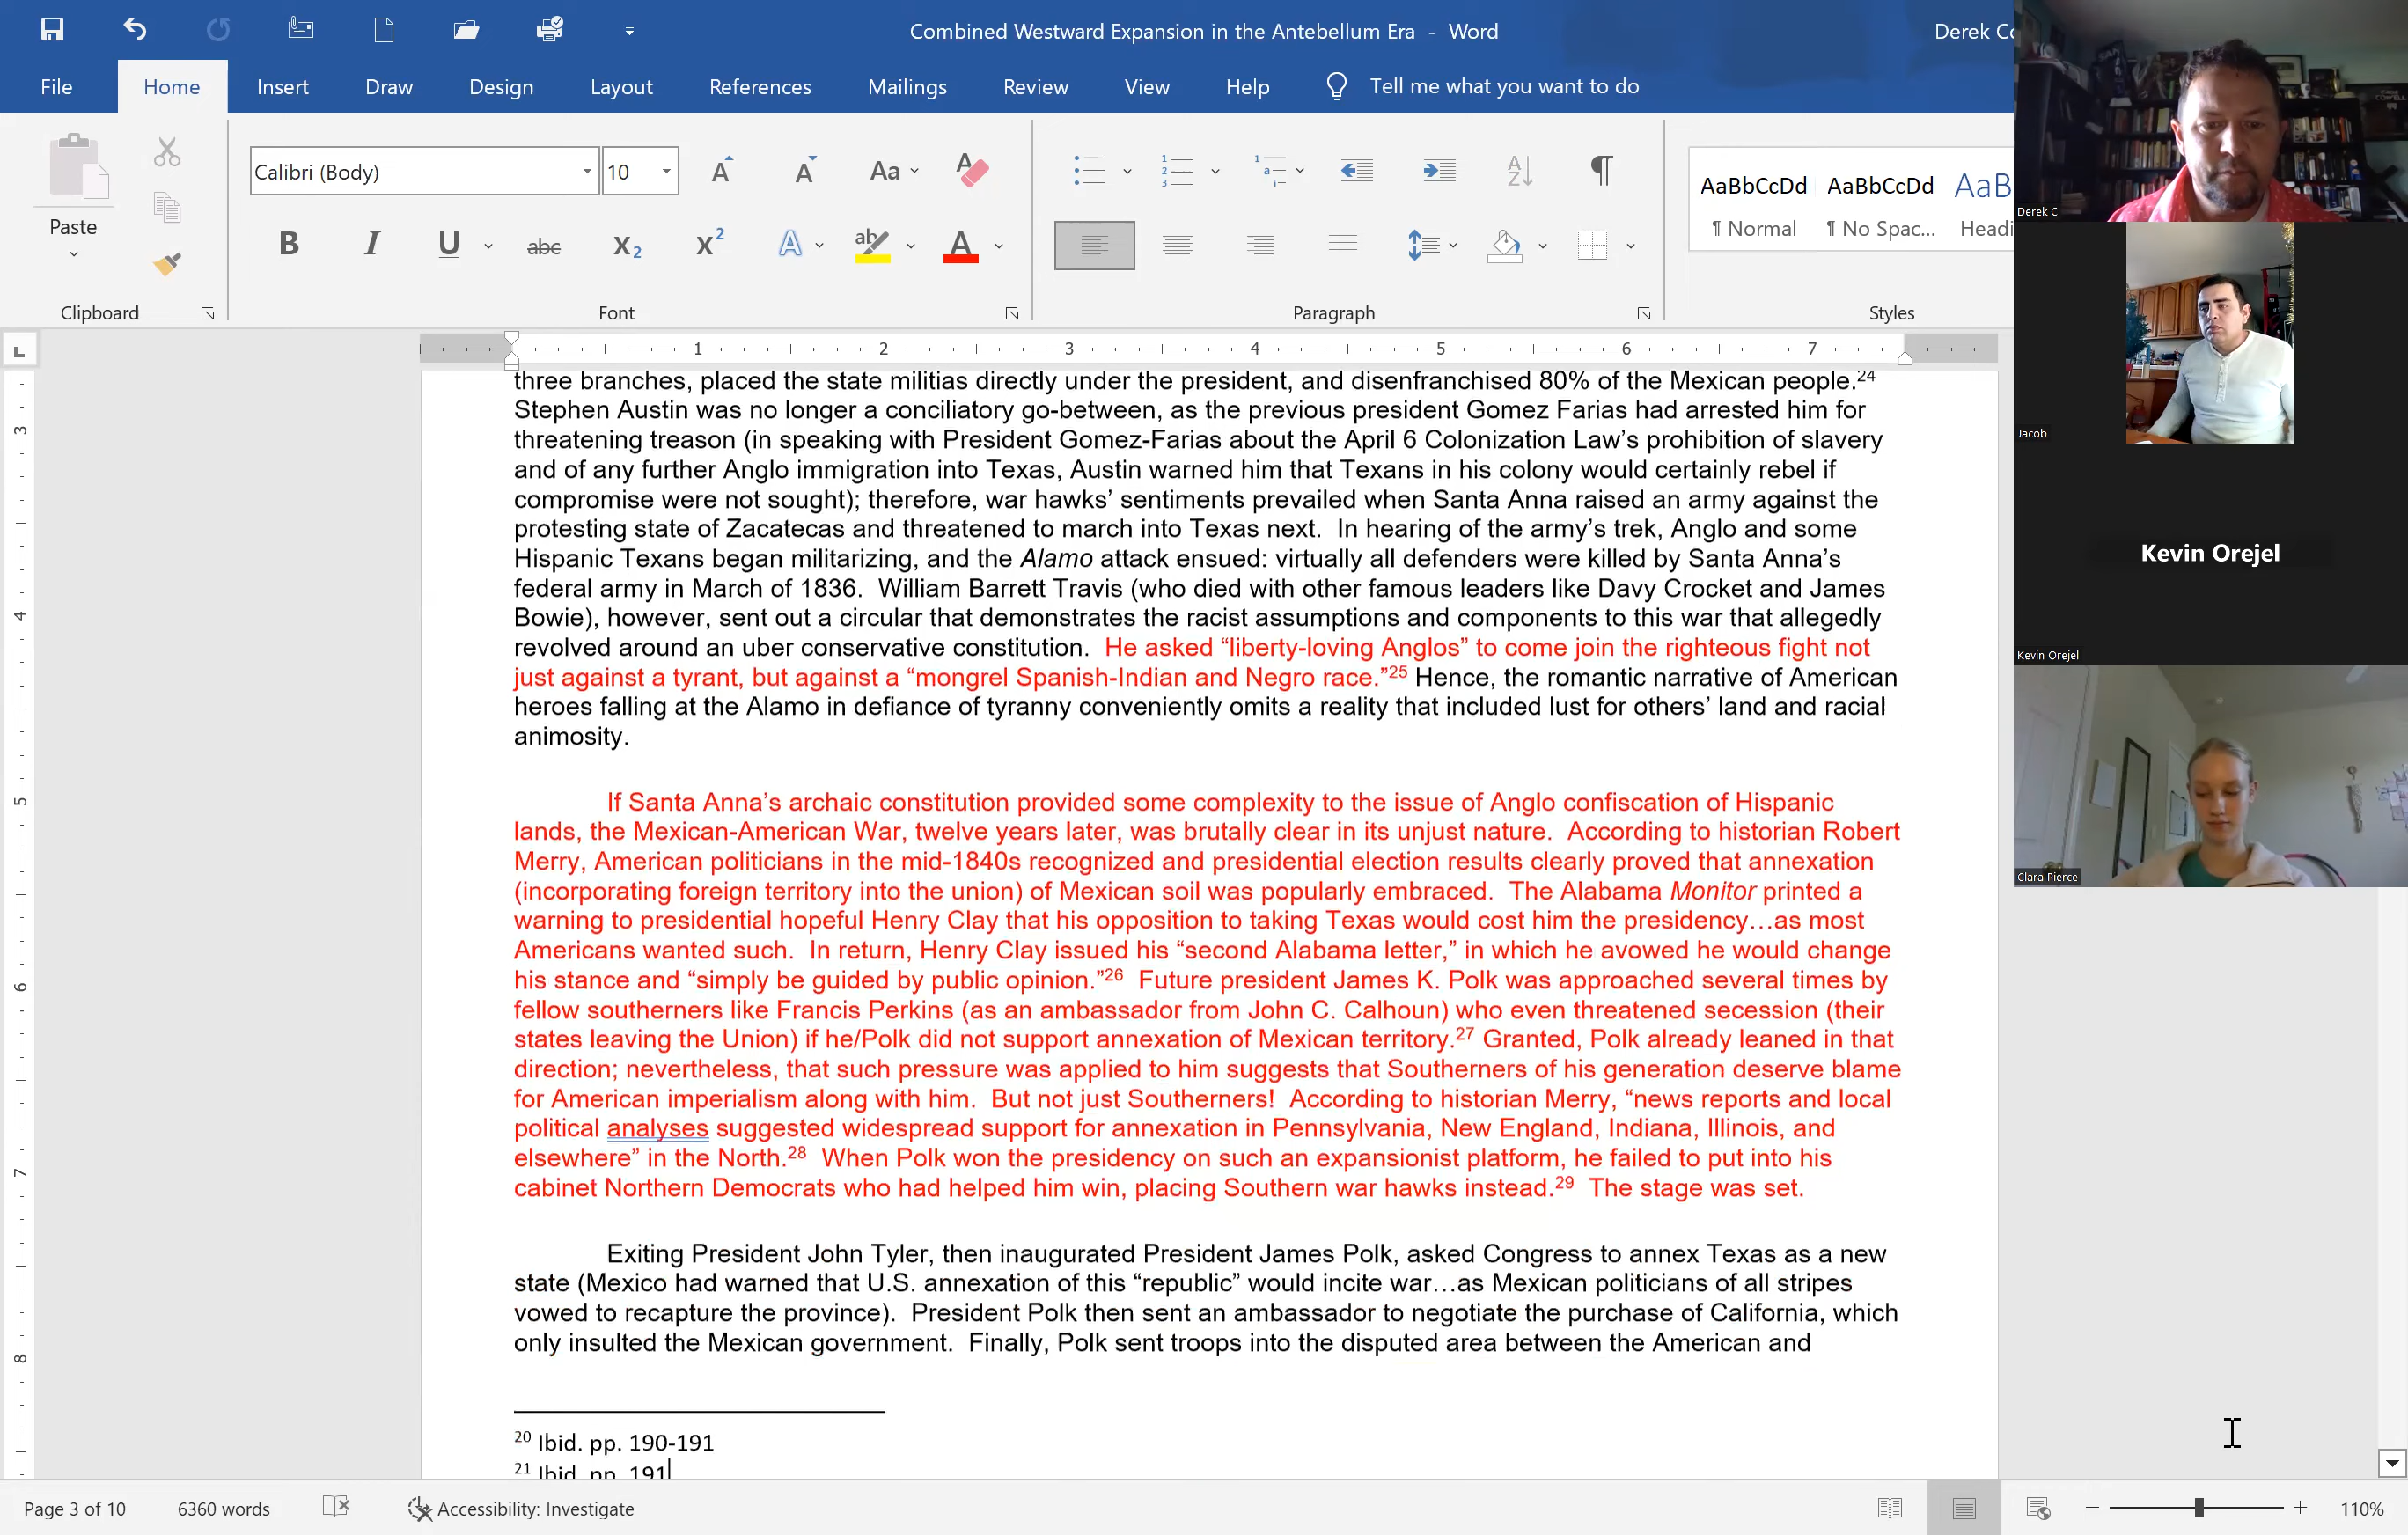 Combined Westward Expansion in the Antebellum Era - Word
Derek Co
File Home Insert Draw Design Layout References Mailings Review View Help Tell me what you want to do
Paste
Calibri (Body) 10
Aa
B I U abc X2 X2 A ab A
AaBbCcDd AaBbCcDd AaB
¶ Normal ¶ No Spac... Headi
Clipboard Font Paragraph Styles
L
1 2 3 4 5 6 7
3
4
5
6
7
8
three branches, placed the state militias directly under the president, and disenfranchised 80% of the Mexican people.24
Stephen Austin was no longer a conciliatory go-between, as the previous president Gomez Farias had arrested him for
threatening treason (in speaking with President Gomez-Farias about the April 6 Colonization Law’s prohibition of slavery
and of any further Anglo immigration into Texas, Austin warned him that Texans in his colony would certainly rebel if
compromise were not sought); therefore, war hawks’ sentiments prevailed when Santa Anna raised an army against the
protesting state of Zacatecas and threatened to march into Texas next. In hearing of the army’s trek, Anglo and some
Hispanic Texans began militarizing, and the Alamo attack ensued: virtually all defenders were killed by Santa Anna’s
federal army in March of 1836. William Barrett Travis (who died with other famous leaders like Davy Crocket and James
Bowie), however, sent out a circular that demonstrates the racist assumptions and components to this war that allegedly
revolved around an uber conservative constitution. He asked “liberty-loving Anglos” to come join the righteous fight not
just against a tyrant, but against a “mongrel Spanish-Indian and Negro race.”25 Hence, the romantic narrative of American
heroes falling at the Alamo in defiance of tyranny conveniently omits a reality that included lust for others’ land and racial
animosity.
If Santa Anna’s archaic constitution provided some complexity to the issue of Anglo confiscation of Hispanic
lands, the Mexican-American War, twelve years later, was brutally clear in its unjust nature. According to historian Robert
Merry, American politicians in the mid-1840s recognized and presidential election results clearly proved that annexation
(incorporating foreign territory into the union) of Mexican soil was popularly embraced. The Alabama Monitor printed a
warning to presidential hopeful Henry Clay that his opposition to taking Texas would cost him the presidency…as most
Americans wanted such. In return, Henry Clay issued his “second Alabama letter,” in which he avowed he would change
his stance and “simply be guided by public opinion.”26 Future president James K. Polk was approached several times by
fellow southerners like Francis Perkins (as an ambassador from John C. Calhoun) who even threatened secession (their
states leaving the Union) if he/Polk did not support annexation of Mexican territory.27 Granted, Polk already leaned in that
direction; nevertheless, that such pressure was applied to him suggests that Southerners of his generation deserve blame
for American imperialism along with him. But not just Southerners! According to historian Merry, “news reports and local
political analyses suggested widespread support for annexation in Pennsylvania, New England, Indiana, Illinois, and
elsewhere” in the North.28 When Polk won the presidency on such an expansionist platform, he failed to put into his
cabinet Northern Democrats who had helped him win, placing Southern war hawks instead.29 The stage was set.
Exiting President John Tyler, then inaugurated President James Polk, asked Congress to annex Texas as a new
state (Mexico had warned that U.S. annexation of this “republic” would incite war…as Mexican politicians of all stripes
vowed to recapture the province). President Polk then sent an ambassador to negotiate the purchase of California, which
only insulted the Mexican government. Finally, Polk sent troops into the disputed area between the American and
20 Ibid. pp. 190-191
21 Ibid. pp. 191
Derek C
Jacob
Kevin Orejel
Kevin Orejel
Clara Pierce
Page 3 of 10 6360 words Accessibility: Investigate 110%